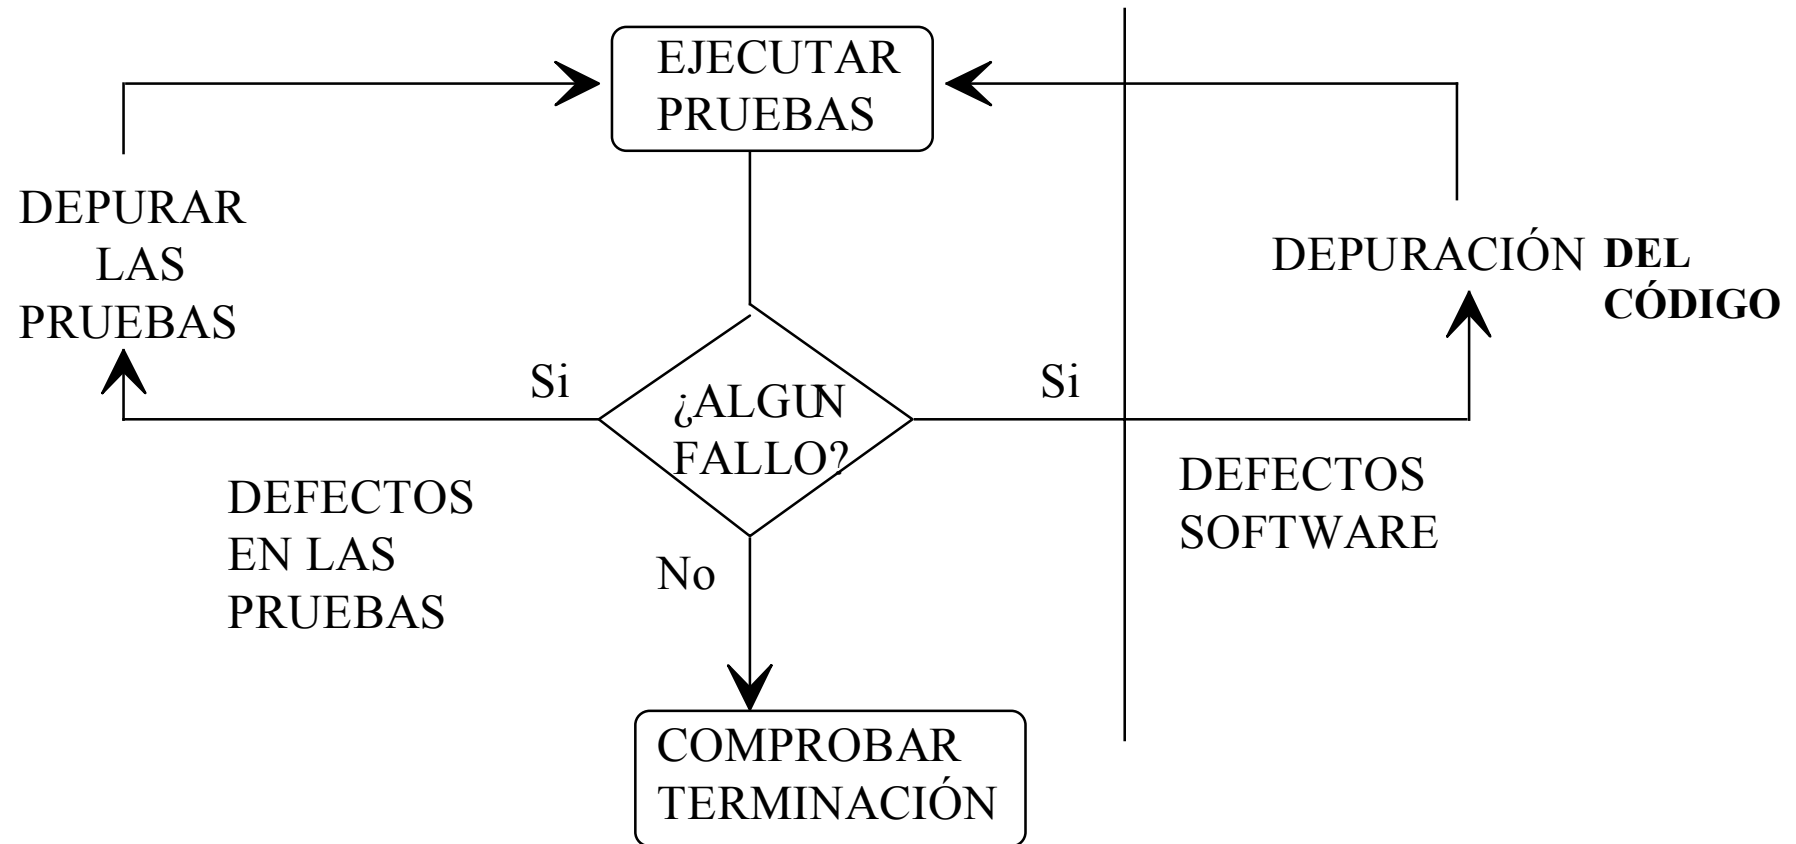 EJECUTAR
PRUEBAS
DEPURAR
LAS
PRUEBAS
DEPURACIÓN DEL
CÓDIGO
Si
¿ALGUN
FALLO?
Si
DEFECTOS
EN LAS
PRUEBAS
DEFECTOS
SOFTWARE
No
COMPROBAR
TERMINACIÓN